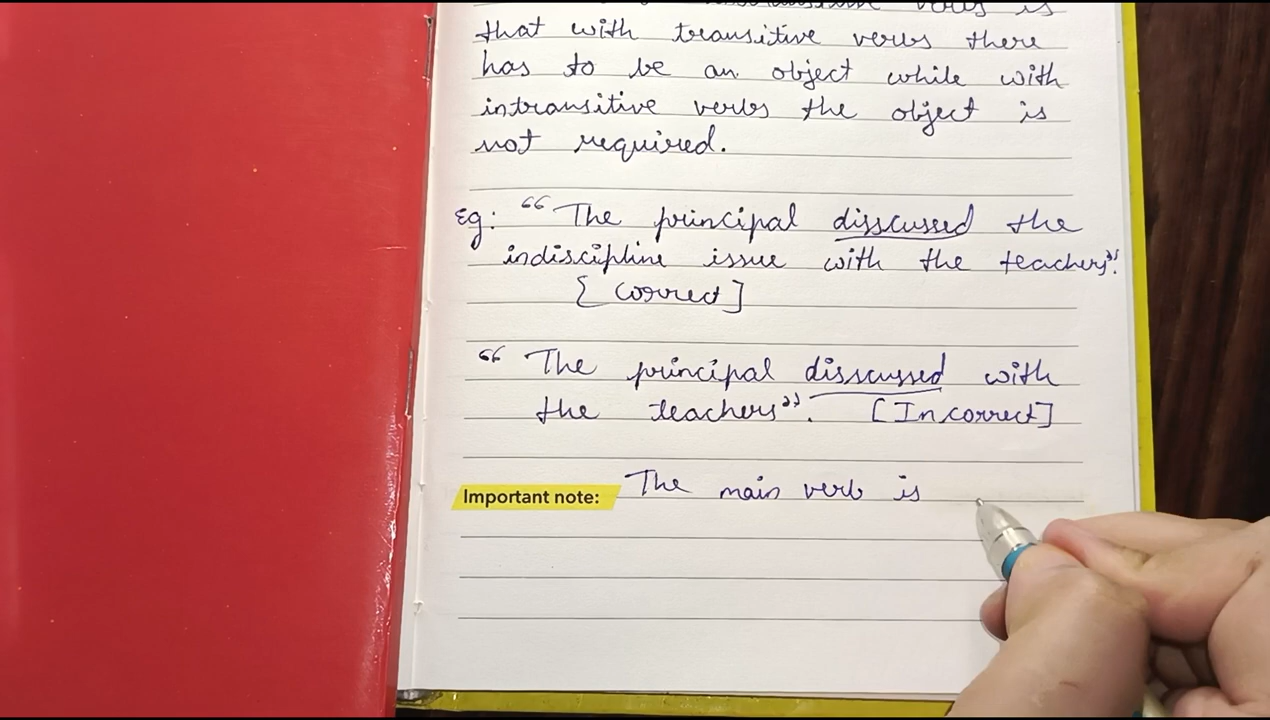 verbs is
that with transitive verbs there
has to be an object while with
intransitive verbs the object is
not required.
Eg: "The principal disscussed the
indiscipline issue with the teachers".
[Correct]
"The principal disscussed with
the teachers". [Incorrect]
Important note: The main verb is